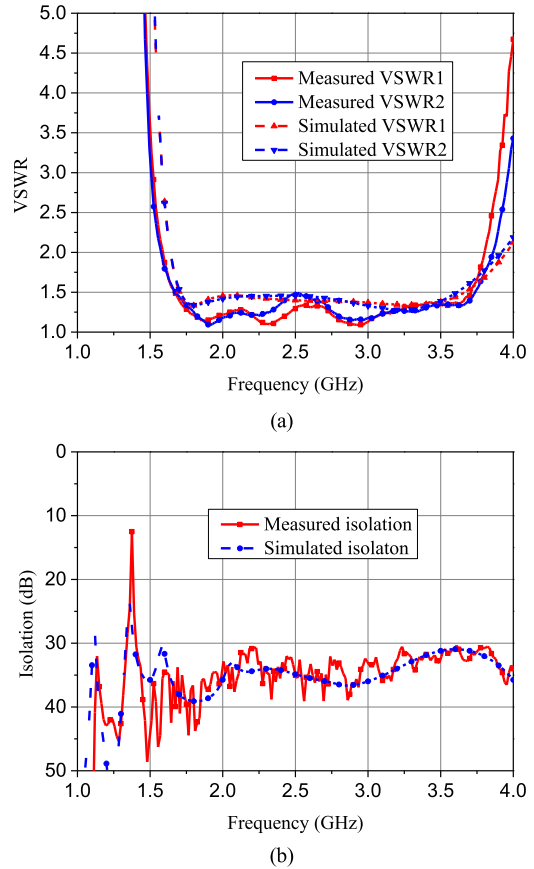 5.0
4.5
4.0
3.5
3.0
2.5
2.0
1.5
1.0
VSWR
Measured VSWR1
Measured VSWR2
Simulated VSWR1
Simulated VSWR2
1.0 1.5 2.0 2.5 3.0 3.5 4.0
Frequency (GHz)
(a)
0
10
20
30
40
50
Isolation (dB)
Measured isolation
Simulated isolaton
1.0 1.5 2.0 2.5 3.0 3.5 4.0
Frequency (GHz)
(b)